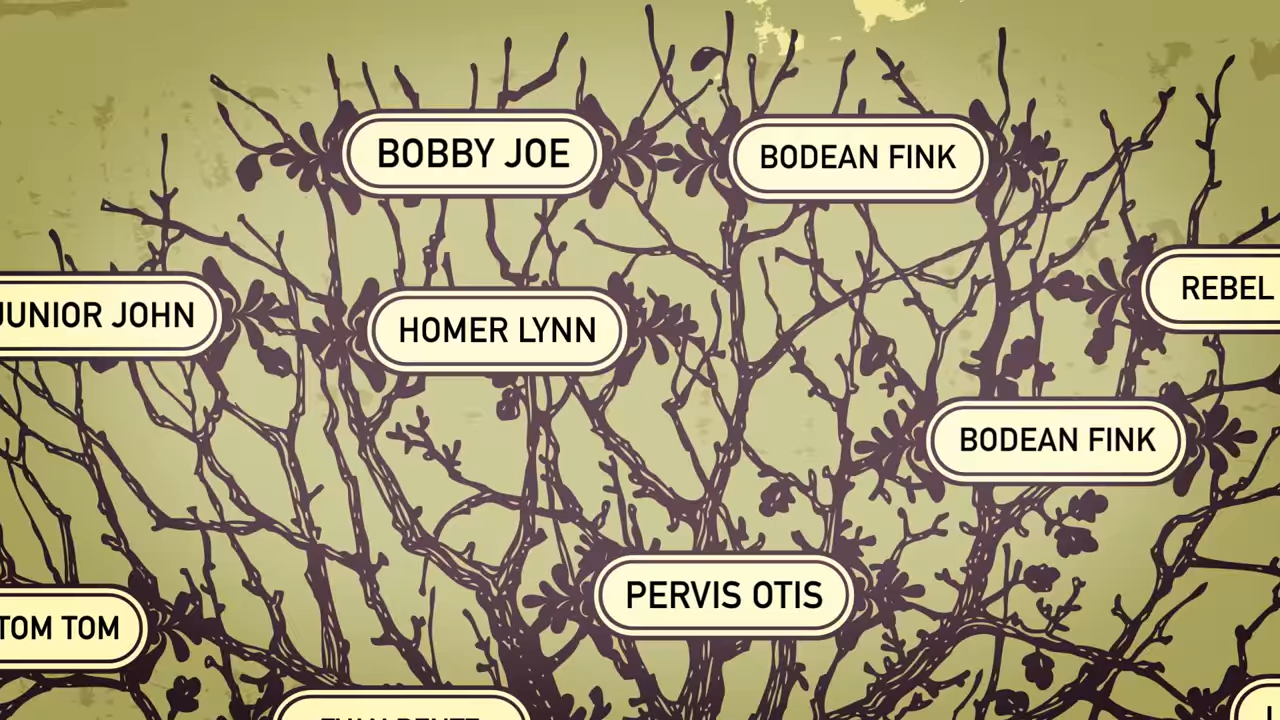 BOBBY JOE
BODEAN FINK
REBEL
JUNIOR JOHN
HOMER LYNN
BODEAN FINK
PERVIS OTIS
TOM TOM